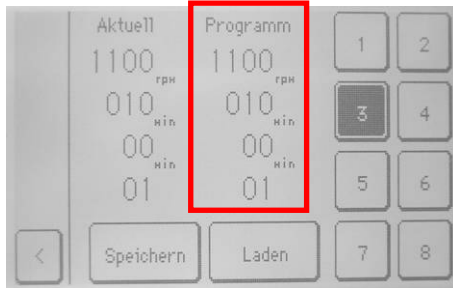 Aktuell Programm
1100 rpm 1100 rpm 1 2
010 min 010 min 3 4
00 min 00 min
01 01 5 6
< Speichern Laden 7 8